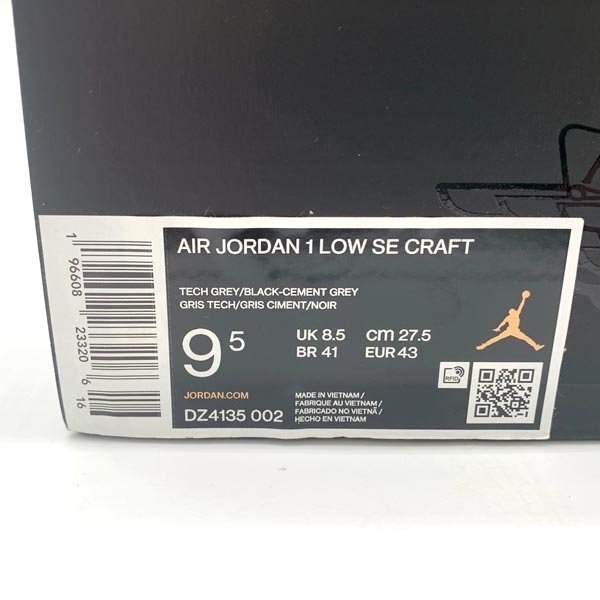 AIR JORDAN 1 LOW SE CRAFT
TECH GREY/BLACK-CEMENT GREY
GRIS TECH/GRIS CIMENT/NOIR
9 5
UK 8.5 cm 27.5
BR 41 EUR 43
JORDAN.COM
DZ4135 002
MADE IN VIETNAM /
FABRIQUE AU VIETNAM /
FABRICADO NO VIETNÃ /
HECHO EN VIETNAM
RFID
1 96608 23320 6 16